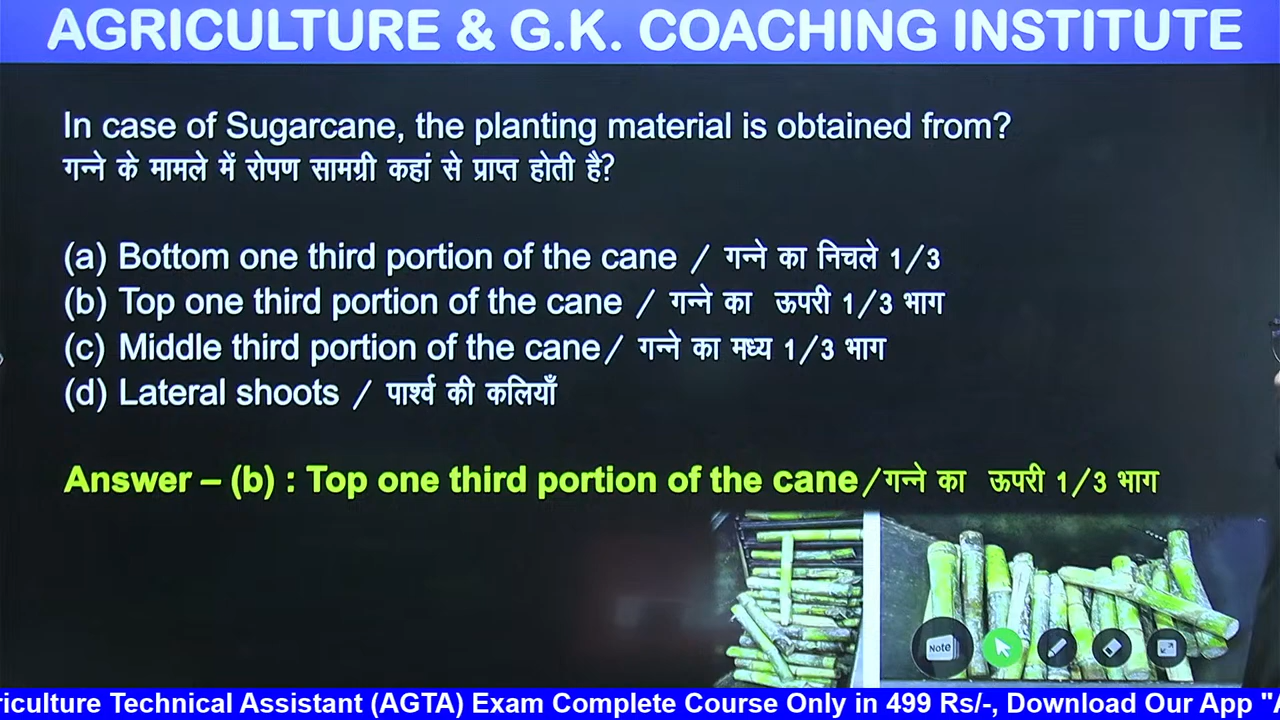 AGRICULTURE & G.K. COACHING INSTITUTE
In case of Sugarcane, the planting material is obtained from?
गन्ने के मामले में रोपण सामग्री कहां से प्राप्त होती है?
(a) Bottom one third portion of the cane / गन्ने का निचले 1/3
(b) Top one third portion of the cane / गन्ने का ऊपरी 1/3 भाग
(c) Middle third portion of the cane/ गन्ने का मध्य 1/3 भाग
(d) Lateral shoots / पार्श्व की कलियाँ
Answer – (b) : Top one third portion of the cane/गन्ने का ऊपरी 1/3 भाग
Note
riculture Technical Assistant (AGTA) Exam Complete Course Only in 499 Rs/-, Download Our App "A